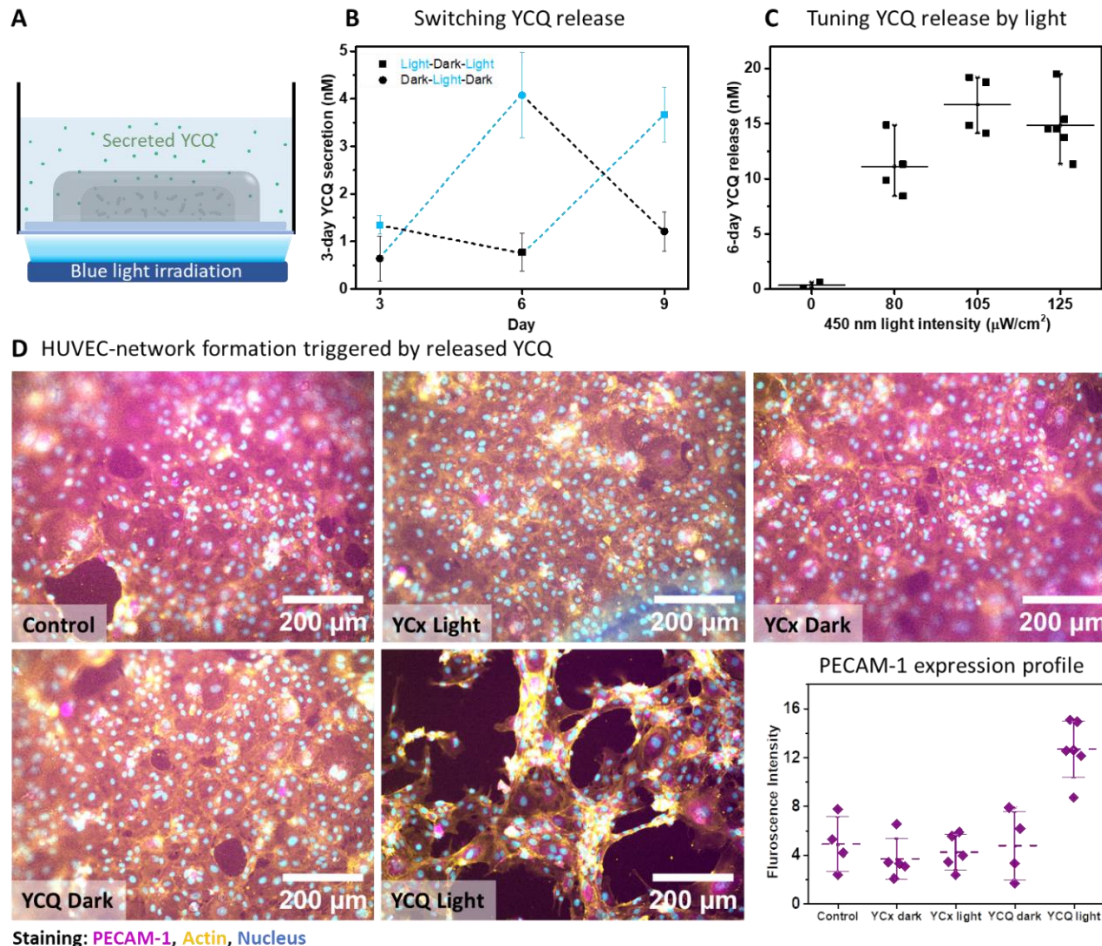 A
Secreted YCQ
Blue light irradiation
B Switching YCQ release
Light-Dark-Light
Dark-Light-Dark
3-day YCQ secretion (nM)
5
4
3
2
1
0
3 6 9
Day
C Tuning YCQ release by light
6-day YCQ release (nM)
20
15
10
5
0
0 80 105 125
450 nm light intensity (µW/cm²)
D HUVEC-network formation triggered by released YCQ
Control
200 µm
YCx Light
200 µm
YCx Dark
200 µm
YCQ Dark
200 µm
YCQ Light
200 µm
PECAM-1 expression profile
Fluroscence Intensity
16
12
8
4
0
Control YCx dark YCx light YCQ dark YCQ light
Staining: PECAM-1, Actin, Nucleus